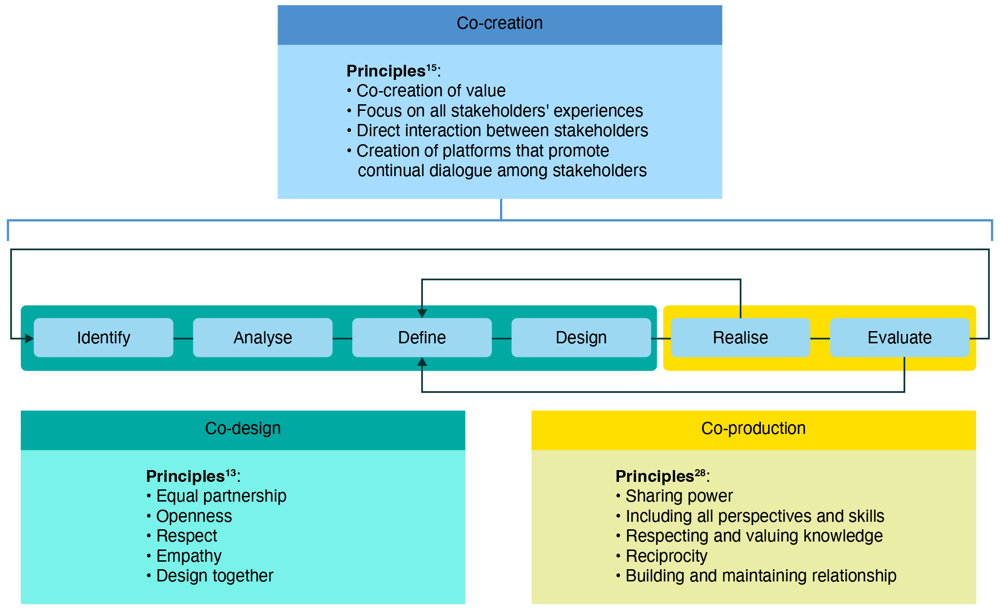 Co-creation
Principles15:
• Co-creation of value
• Focus on all stakeholders' experiences
• Direct interaction between stakeholders
• Creation of platforms that promote
continual dialogue among stakeholders
Identify
Analyse
Define
Design
Realise
Evaluate
Co-design
Principles13:
• Equal partnership
• Openness
• Respect
• Empathy
• Design together
Co-production
Principles28:
• Sharing power
• Including all perspectives and skills
• Respecting and valuing knowledge
• Reciprocity
• Building and maintaining relationship